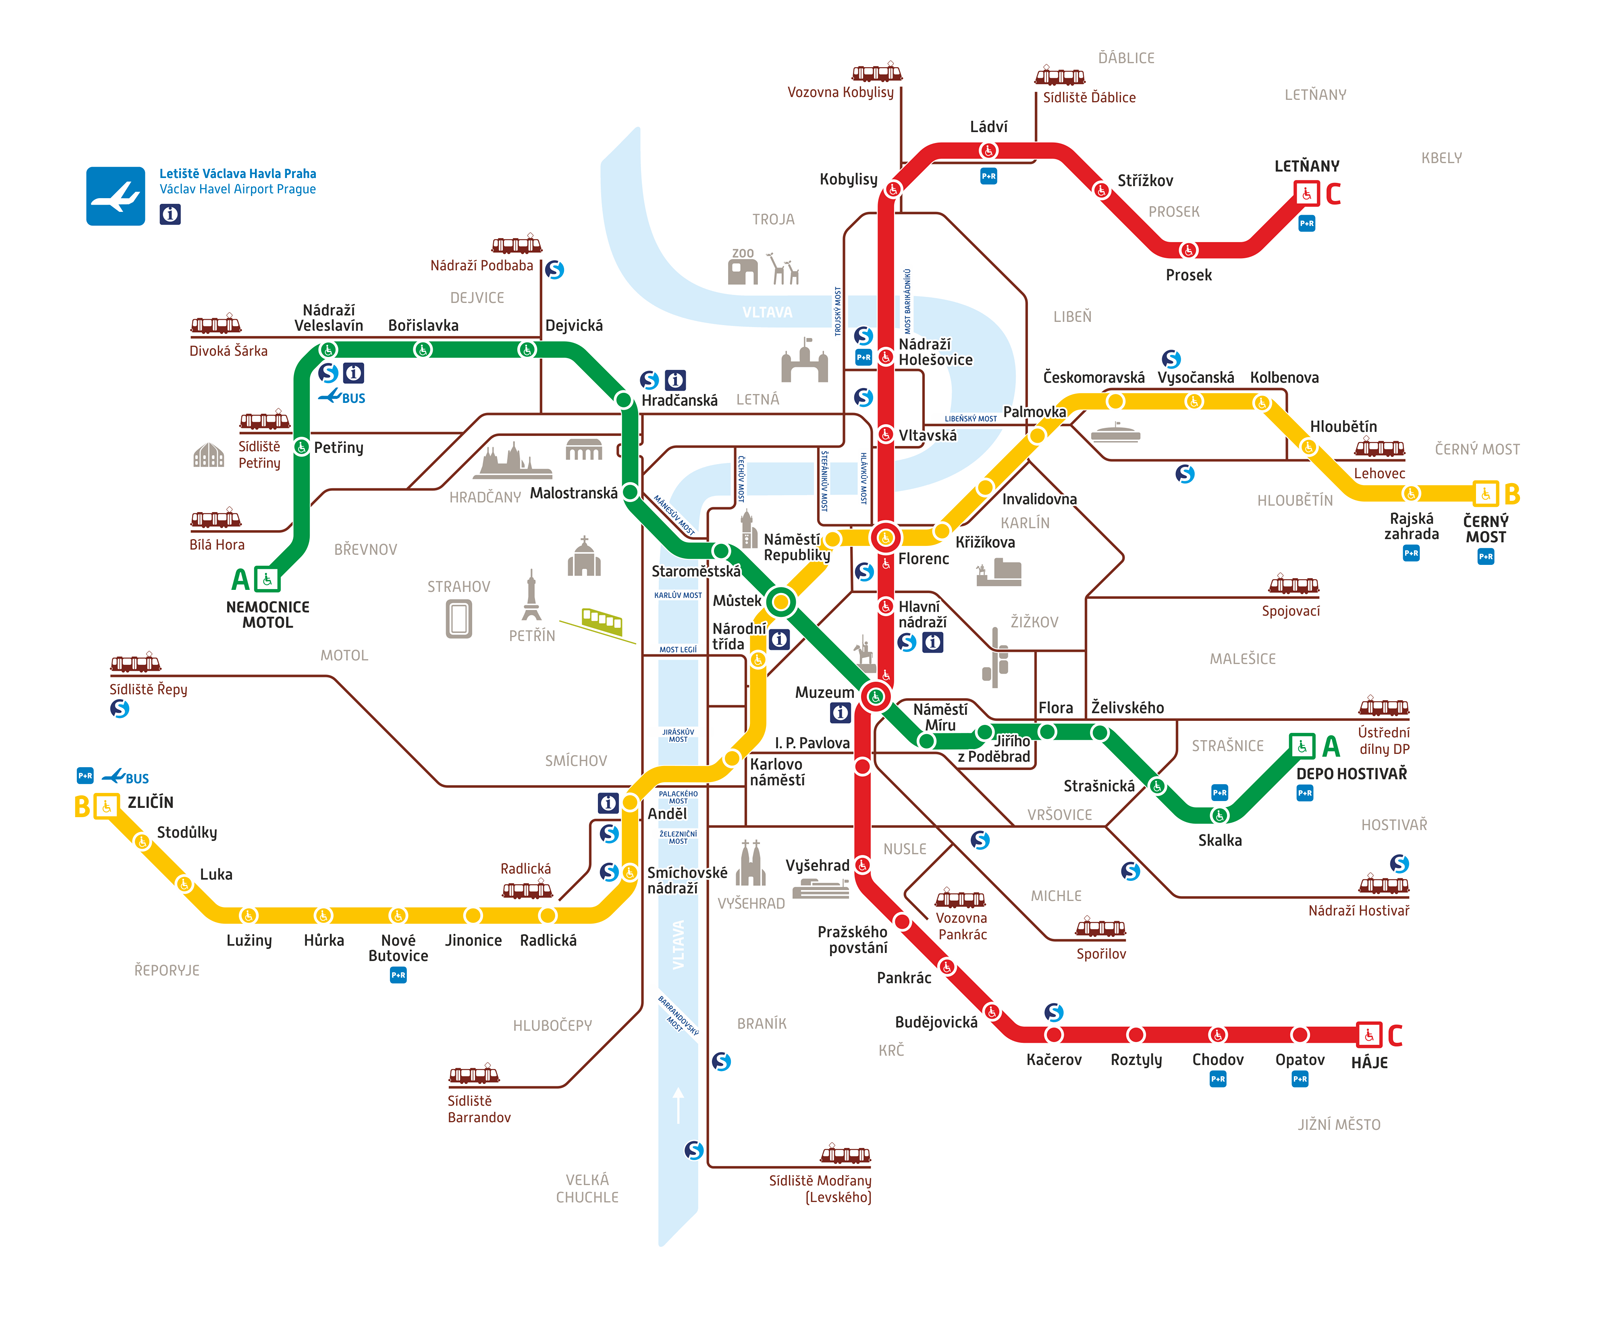 ĎÁBLICE
Vozovna Kobylisy
Sídliště Ďáblice
LETŇANY
Ládví
P+R
KBELY
LETŇANY
C
P+R
Letiště Václava Havla Praha
Václav Havel Airport Prague
i
Kobylisy
Střížkov
PROSEK
Prosek
TROJA
ZOO
Nádraží Podbaba
S
DEJVICE
VLTAVA
TROJSKÝ MOST
MOST BARIKÁDNÍKŮ
LIBEŇ
Nádraží
Veleslavín
Bořislavka
Dejvická
Divoká Šárka
S
i
BUS
S
P+R
Nádraží
Holešovice
S
i
Hradčanská
LETNÁ
S
Českomoravská
S
Vysočanská
Kolbenova
Palmovka
LIBEŇSKÝ MOST
Vltavská
Hloubětín
Lehovec
ČERNÝ MOST
S
Sídliště
Petřiny
Petřiny
HRADČANY
Malostranská
MÁNESŮV MOST
ČECHŮV MOST
ŠTEFÁNIKŮV MOST
HLÁVKŮV MOST
Invalidovna
KARLÍN
HLOUBĚTÍN
B
Rajská
zahrada
P+R
ČERNÝ
MOST
P+R
Bílá Hora
BŘEVNOV
Náměstí
Republiky
Křižíkova
Florenc
Staroměstská
S
A
NEMOCNICE
MOTOL
STRAHOV
PETŘÍN
KARLŮV MOST
Můstek
Hlavní
nádraží
S
i
Spojovací
ŽIŽKOV
Národní
třída
i
MOST LEGIÍ
MOTOL
Sídliště Řepy
S
MALEŠICE
Muzeum
i
Náměstí
Míru
Flora
Želivského
Jiřího
z Poděbrad
Ústřední
dílny DP
STRAŠNICE
A
DEPO HOSTIVAŘ
P+R
JIRÁSKŮV
MOST
I. P. Pavlova
SMÍCHOV
Karlovo
náměstí
Strašnická
P+R
Skalka
P+R
BUS
B
ZLIČÍN
Stodůlky
Luka
PALACKÉHO
MOST
i
Anděl
S
ŽELEZNIČNÍ
MOST
VRŠOVICE
S
HOSTIVAŘ
S
NUSLE
Vyšehrad
S
Radlická
S
Smíchovské
nádraží
VYŠEHRAD
MICHLE
Nádraží Hostivař
Vozovna
Pankrác
Spořilov
Lužiny
Hůrka
Nové
Butovice
P+R
Jinonice
Radlická
VLTAVA
Pražského
povstání
ŘEPORYJE
Pankrác
BARRANDOVSKÝ
MOST
HLUBOČEPY
BRANÍK
Budějovická
KRČ
S
Kačerov
Roztyly
Chodov
P+R
Opatov
P+R
C
HÁJE
S
Sídliště
Barrandov
JIŽNÍ MĚSTO
S
Sídliště Modřany
(Levského)
VELKÁ
CHUCHLE